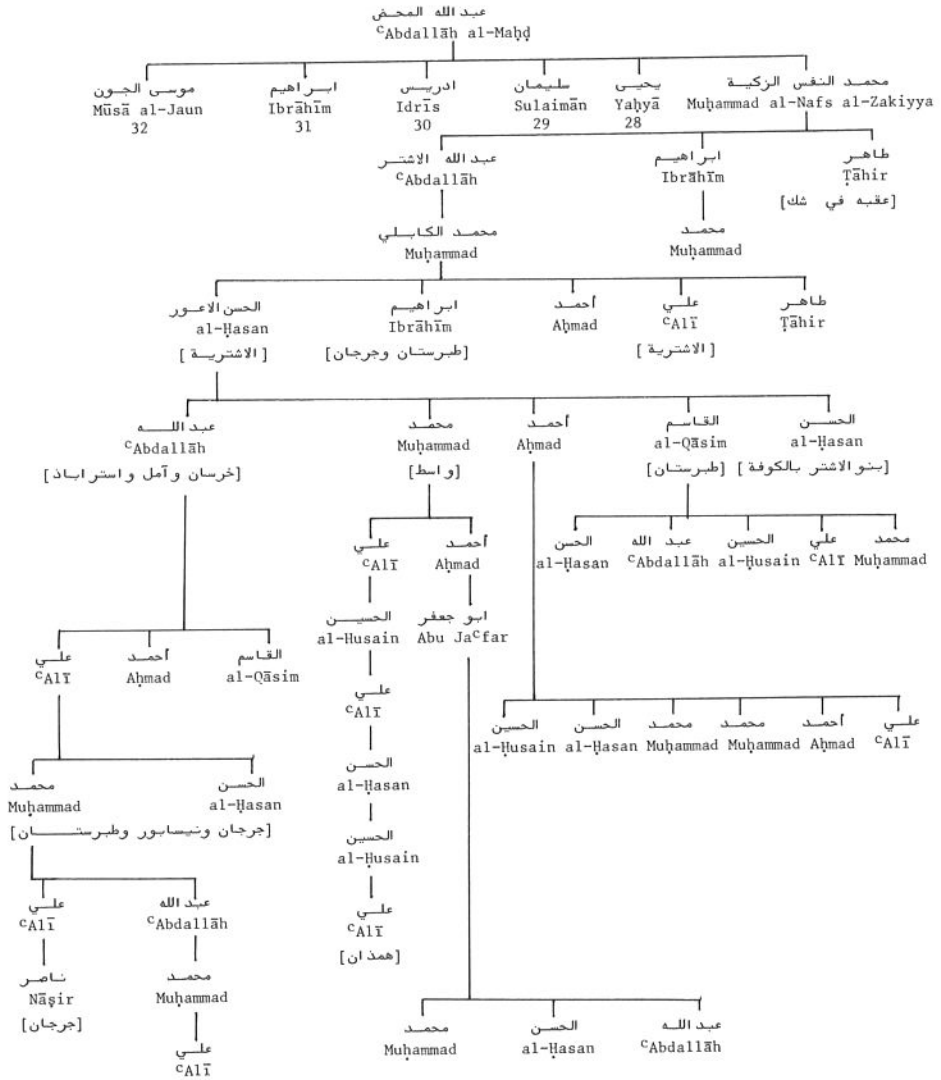 عبد الله المحض
ᶜAbdallāh al-Maḥḍ
موسى الجون ابراهيم ادريس سليمان يحيى محمد النفس الزكية
Mūsā al-Jaun Ibrāhīm Idrīs Sulaimān Yaḥyā Muḥammad al-Nafs al-Zakiyya
32 31 30 29 28
عبد الله الاشتر ابراهيم طاهر
ᶜAbdallāh Ibrāhīm Ṭāhir
[عقبه في شك]
محمد الكابلي محمد
Muḥammad Muḥammad
الحسن الاعور ابراهيم أحمد علي طاهر
al-Ḥasan Ibrāhīm Aḥmad ᶜAlī Ṭāhir
[الاشترية] [طبرستان وجرجان] [الاشترية]
عبد الله محمد أحمد القاسم الحسن
ᶜAbdallāh Muḥammad Aḥmad al-Qāsim al-Ḥasan
[خرسان وآمل واستراباذ] [واسط] [طبرستان] [بنو الاشتر بالكوفة]
علي أحمد الحسن عبد الله الحسين علي محمد
ᶜAlī Aḥmad al-Ḥasan ᶜAbdallāh al-Ḥusain ᶜAlī Muḥammad
الحسين ابو جعفر
al-Husain Abu Jaᶜfar
علي أحمد القاسم
ᶜAlī Aḥmad al-Qāsim
علي
ᶜAlī
الحسين الحسن محمد محمد أحمد علي
al-Ḥusain al-Ḥasan Muḥammad Muḥammad Aḥmad ᶜAlī
الحسن
al-Ḥasan
محمد الحسن
Muḥammad al-Ḥasan
[جرجان ونيسابور وطبرستان]
الحسين
al-Ḥusain
علي عبد الله
ᶜAlī ᶜAbdallāh
علي
ᶜAlī
[همذان]
ناصر محمد
Nāṣir Muḥammad
[جرجان]
محمد الحسن عبد الله
Muḥammad al-Ḥasan ᶜAbdallāh
علي
ᶜAlī